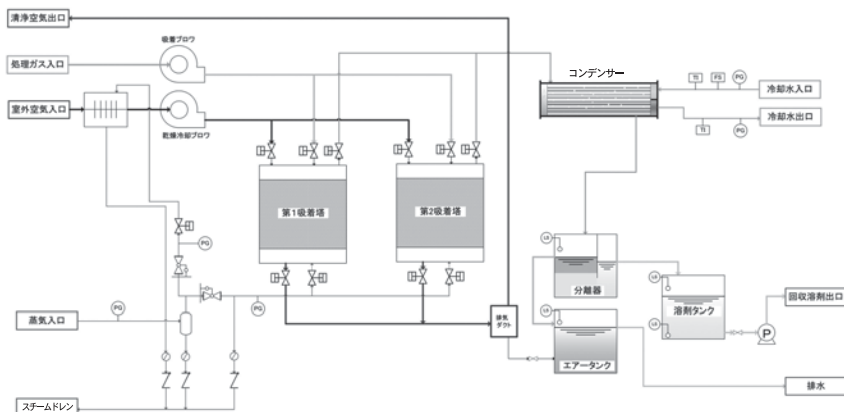 清浄空気出口
吸着ブロワ
処理ガス入口
室外空気入口
乾燥冷却ブロワ
コンデンサー
TI
FS
PG
冷却水入口
冷却水出口
TI
PG
第1吸着塔
第2吸着塔
PG
LS
分離器
LS
回収溶剤出口
溶剤タンク
P
LS
PG
蒸気入口
PG
排気
ダクト
LS
エアータンク
排水
スチームドレン